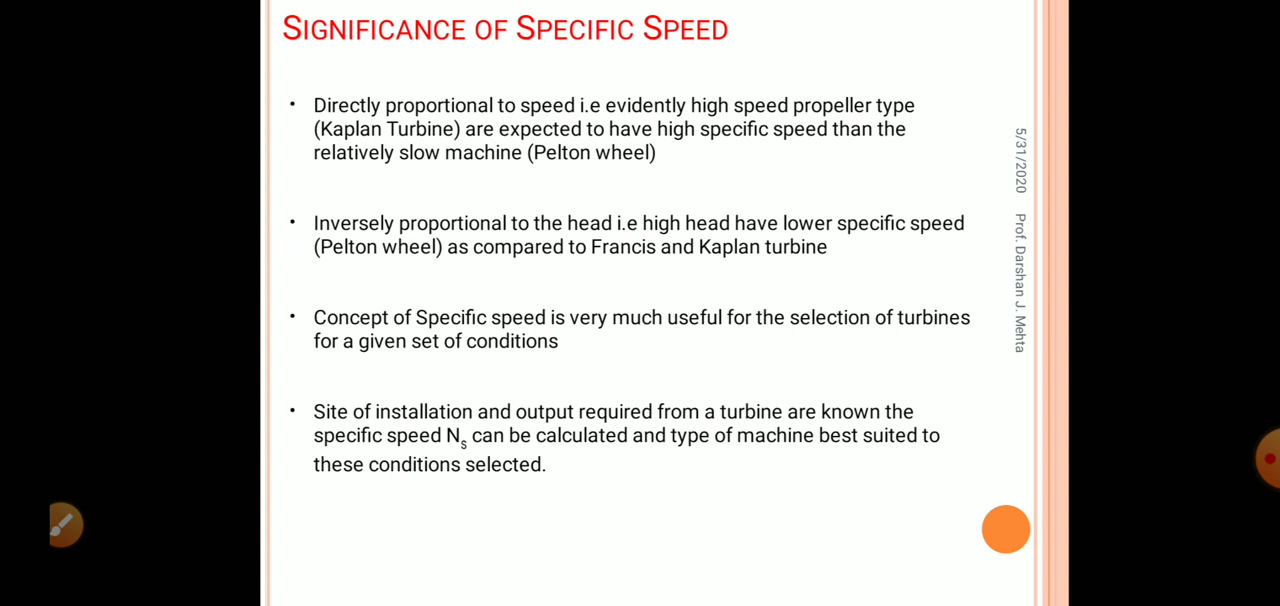 SIGNIFICANCE OF SPECIFIC SPEED
• Directly proportional to speed i.e evidently high speed propeller type
(Kaplan Turbine) are expected to have high specific speed than the
relatively slow machine (Pelton wheel)
• Inversely proportional to the head i.e high head have lower specific speed
(Pelton wheel) as compared to Francis and Kaplan turbine
• Concept of Specific speed is very much useful for the selection of turbines
for a given set of conditions
• Site of installation and output required from a turbine are known the
specific speed Ns can be calculated and type of machine best suited to
these conditions selected.
5/31/2020 Prof. Darshan J. Mehta